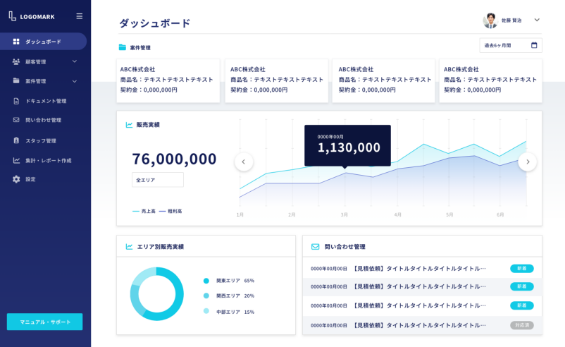 LOGOMARK
ダッシュボード
顧客管理
案件管理
ドキュメント管理
問い合わせ管理
スタッフ管理
集計・レポート作成
設定
マニュアル・サポート
ダッシュボード
佐藤 賢治
案件管理
過去6ヶ月間
ABC株式会社
商品名：テキストテキストテキスト
契約金：0,000,000円
ABC株式会社
商品名：テキストテキストテキスト
契約金：0,000,000円
ABC株式会社
商品名：テキストテキストテキスト
契約金：0,000,000円
ABC株式会社
商品名：テキストテキストテキスト
契約金：0,000,000円
販売実績
76,000,000
全エリア
売上高
粗利高
0000年00月
1,130,000
1月
2月
3月
4月
5月
6月
エリア別販売実績
関東エリア 65%
関西エリア 20%
中部エリア 15%
問い合わせ管理
0000年00月00日 【見積依頼】タイトルタイトルタイトルタイトル… 新着
0000年00月00日 【見積依頼】タイトルタイトルタイトルタイトル… 新着
0000年00月00日 【見積依頼】タイトルタイトルタイトルタイトル… 新着
0000年00月00日 【見積依頼】タイトルタイトルタイトルタイトル… 対応済